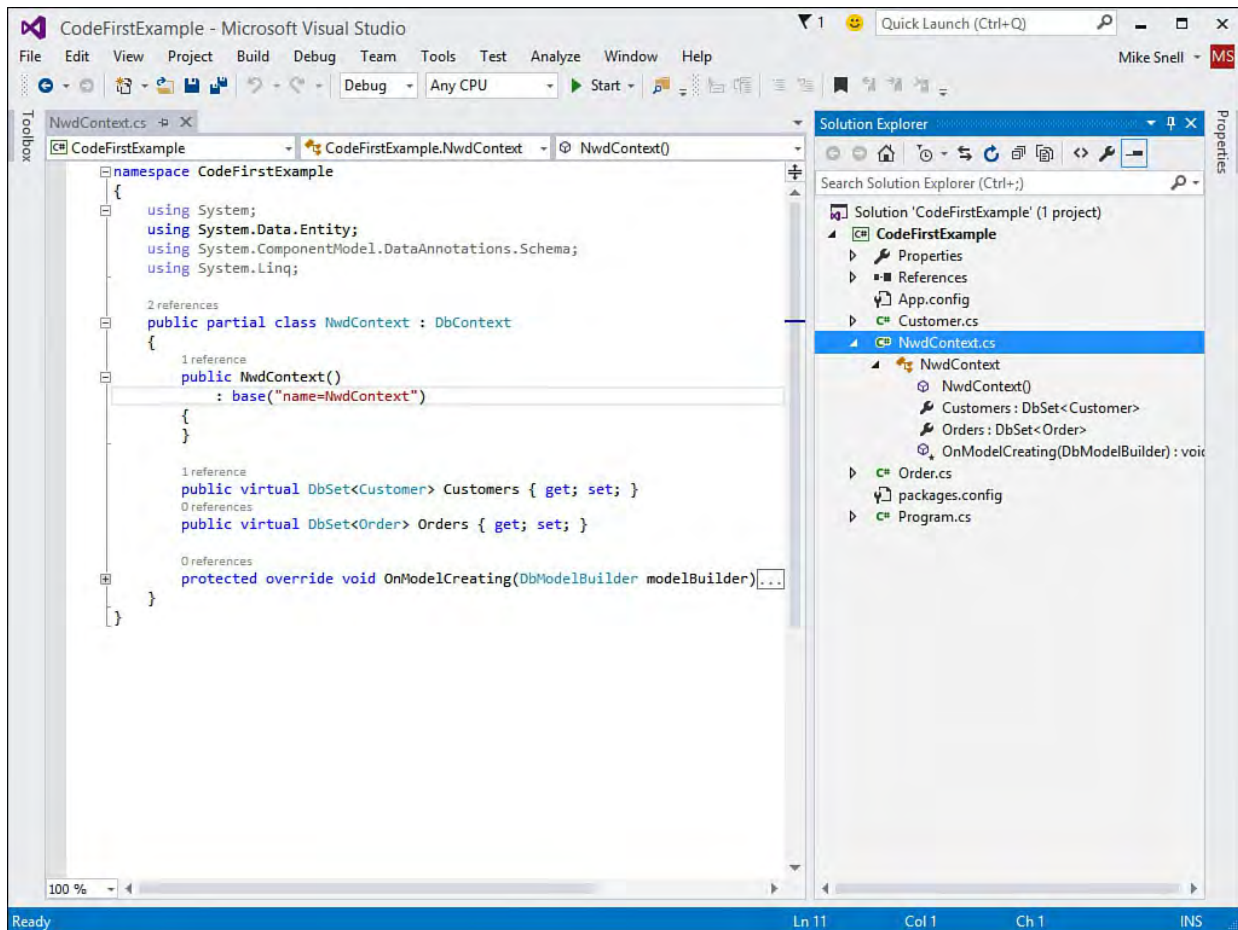 CodeFirstExample - Microsoft Visual Studio
1
Quick Launch (Ctrl+Q)
File Edit View Project Build Debug Team Tools Test Analyze Window Help
Mike Snell
MS
Debug
Any CPU
Start
Toolbox
NwdContext.cs
C# CodeFirstExample
CodeFirstExample.NwdContext
NwdContext()
namespace CodeFirstExample
{
using System;
using System.Data.Entity;
using System.ComponentModel.DataAnnotations.Schema;
using System.Linq;
2 references
public partial class NwdContext : DbContext
{
1 reference
public NwdContext()
: base("name=NwdContext")
{
}
1 reference
public virtual DbSet<Customer> Customers { get; set; }
0 references
public virtual DbSet<Order> Orders { get; set; }
0 references
protected override void OnModelCreating(DbModelBuilder modelBuilder)...
}
}
100 %
Solution Explorer
Search Solution Explorer (Ctrl+;)
Solution 'CodeFirstExample' (1 project)
C# CodeFirstExample
Properties
References
App.config
C# Customer.cs
C# NwdContext.cs
NwdContext
NwdContext()
Customers : DbSet<Customer>
Orders : DbSet<Order>
OnModelCreating(DbModelBuilder) : void
C# Order.cs
packages.config
C# Program.cs
Properties
Ready
Ln 11
Col 1
Ch 1
INS